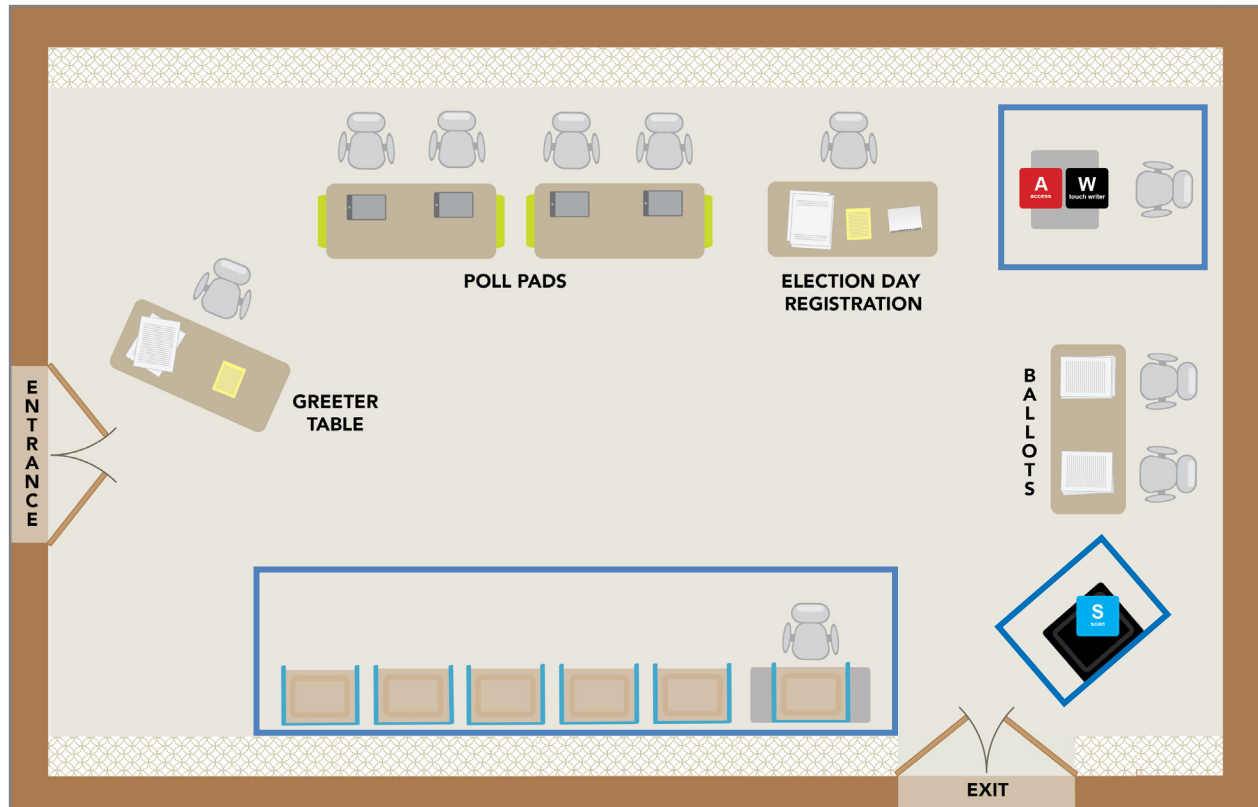 A
access
W
touch writer
POLL PADS
ELECTION DAY
REGISTRATION
ENTRANCE
GREETER
TABLE
BALLOTS
S
scan
EXIT